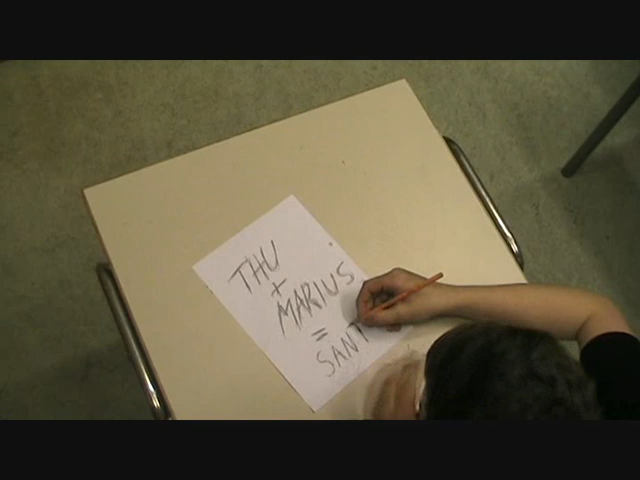 THU
+
MARIUS
=
SANT